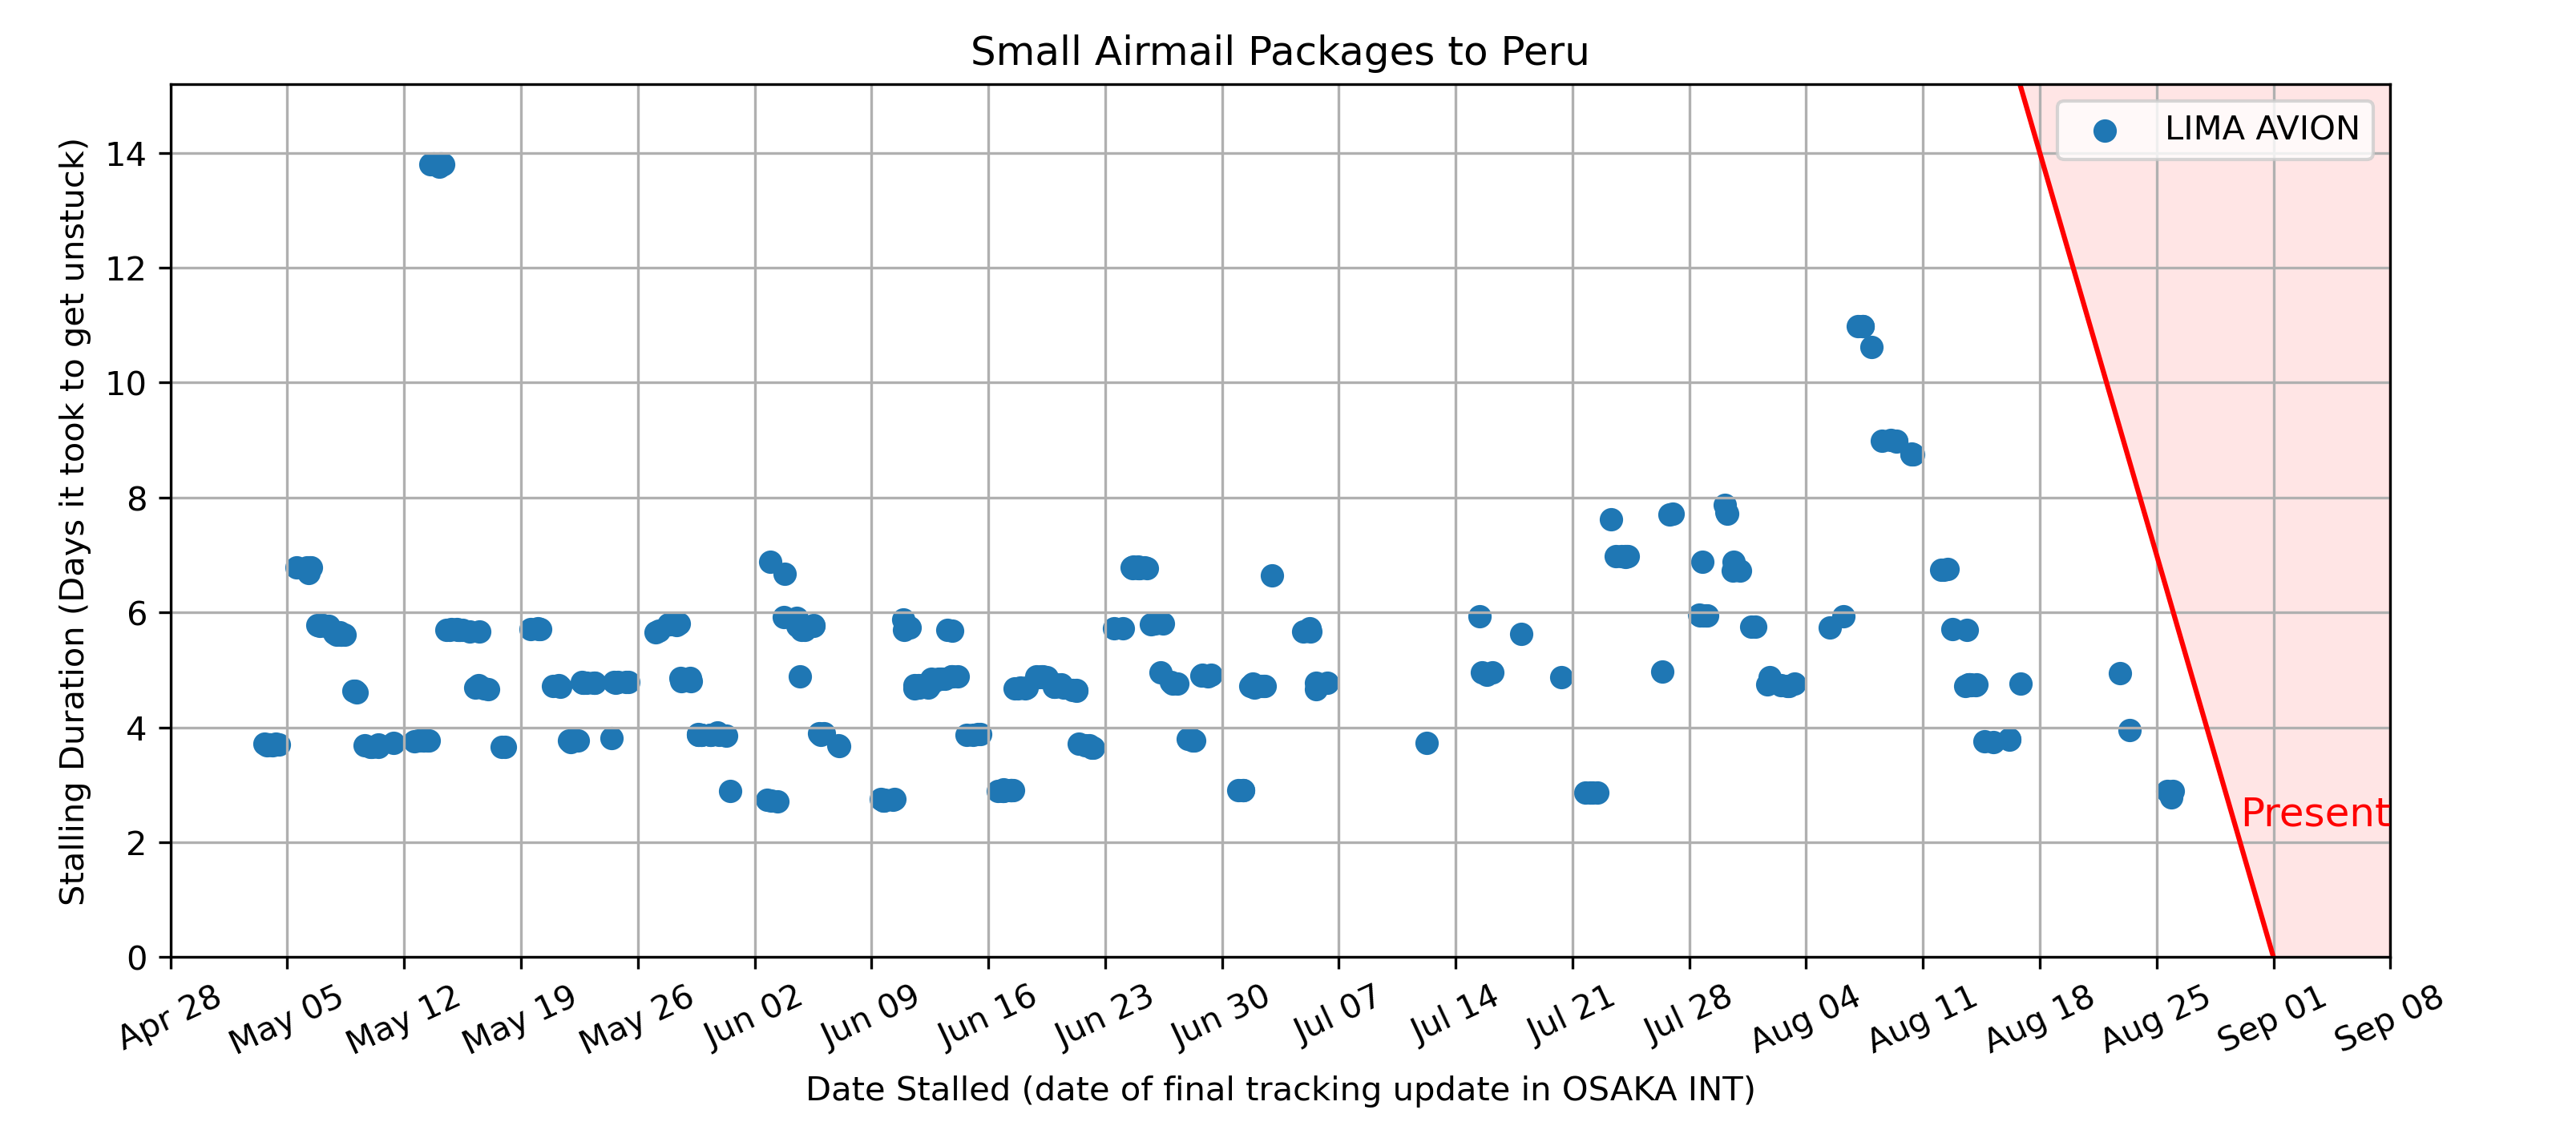 Small Airmail Packages to Peru
LIMA AVION
Stalling Duration (Days it took to get unstuck)
14
12
10
8
6
4
2
0
Present
Apr 28
May 05
May 12
May 19
May 26
Jun 02
Jun 09
Jun 16
Jun 23
Jun 30
Jul 07
Jul 14
Jul 21
Jul 28
Aug 04
Aug 11
Aug 18
Aug 25
Sep 01
Sep 08
Date Stalled (date of final tracking update in OSAKA INT)